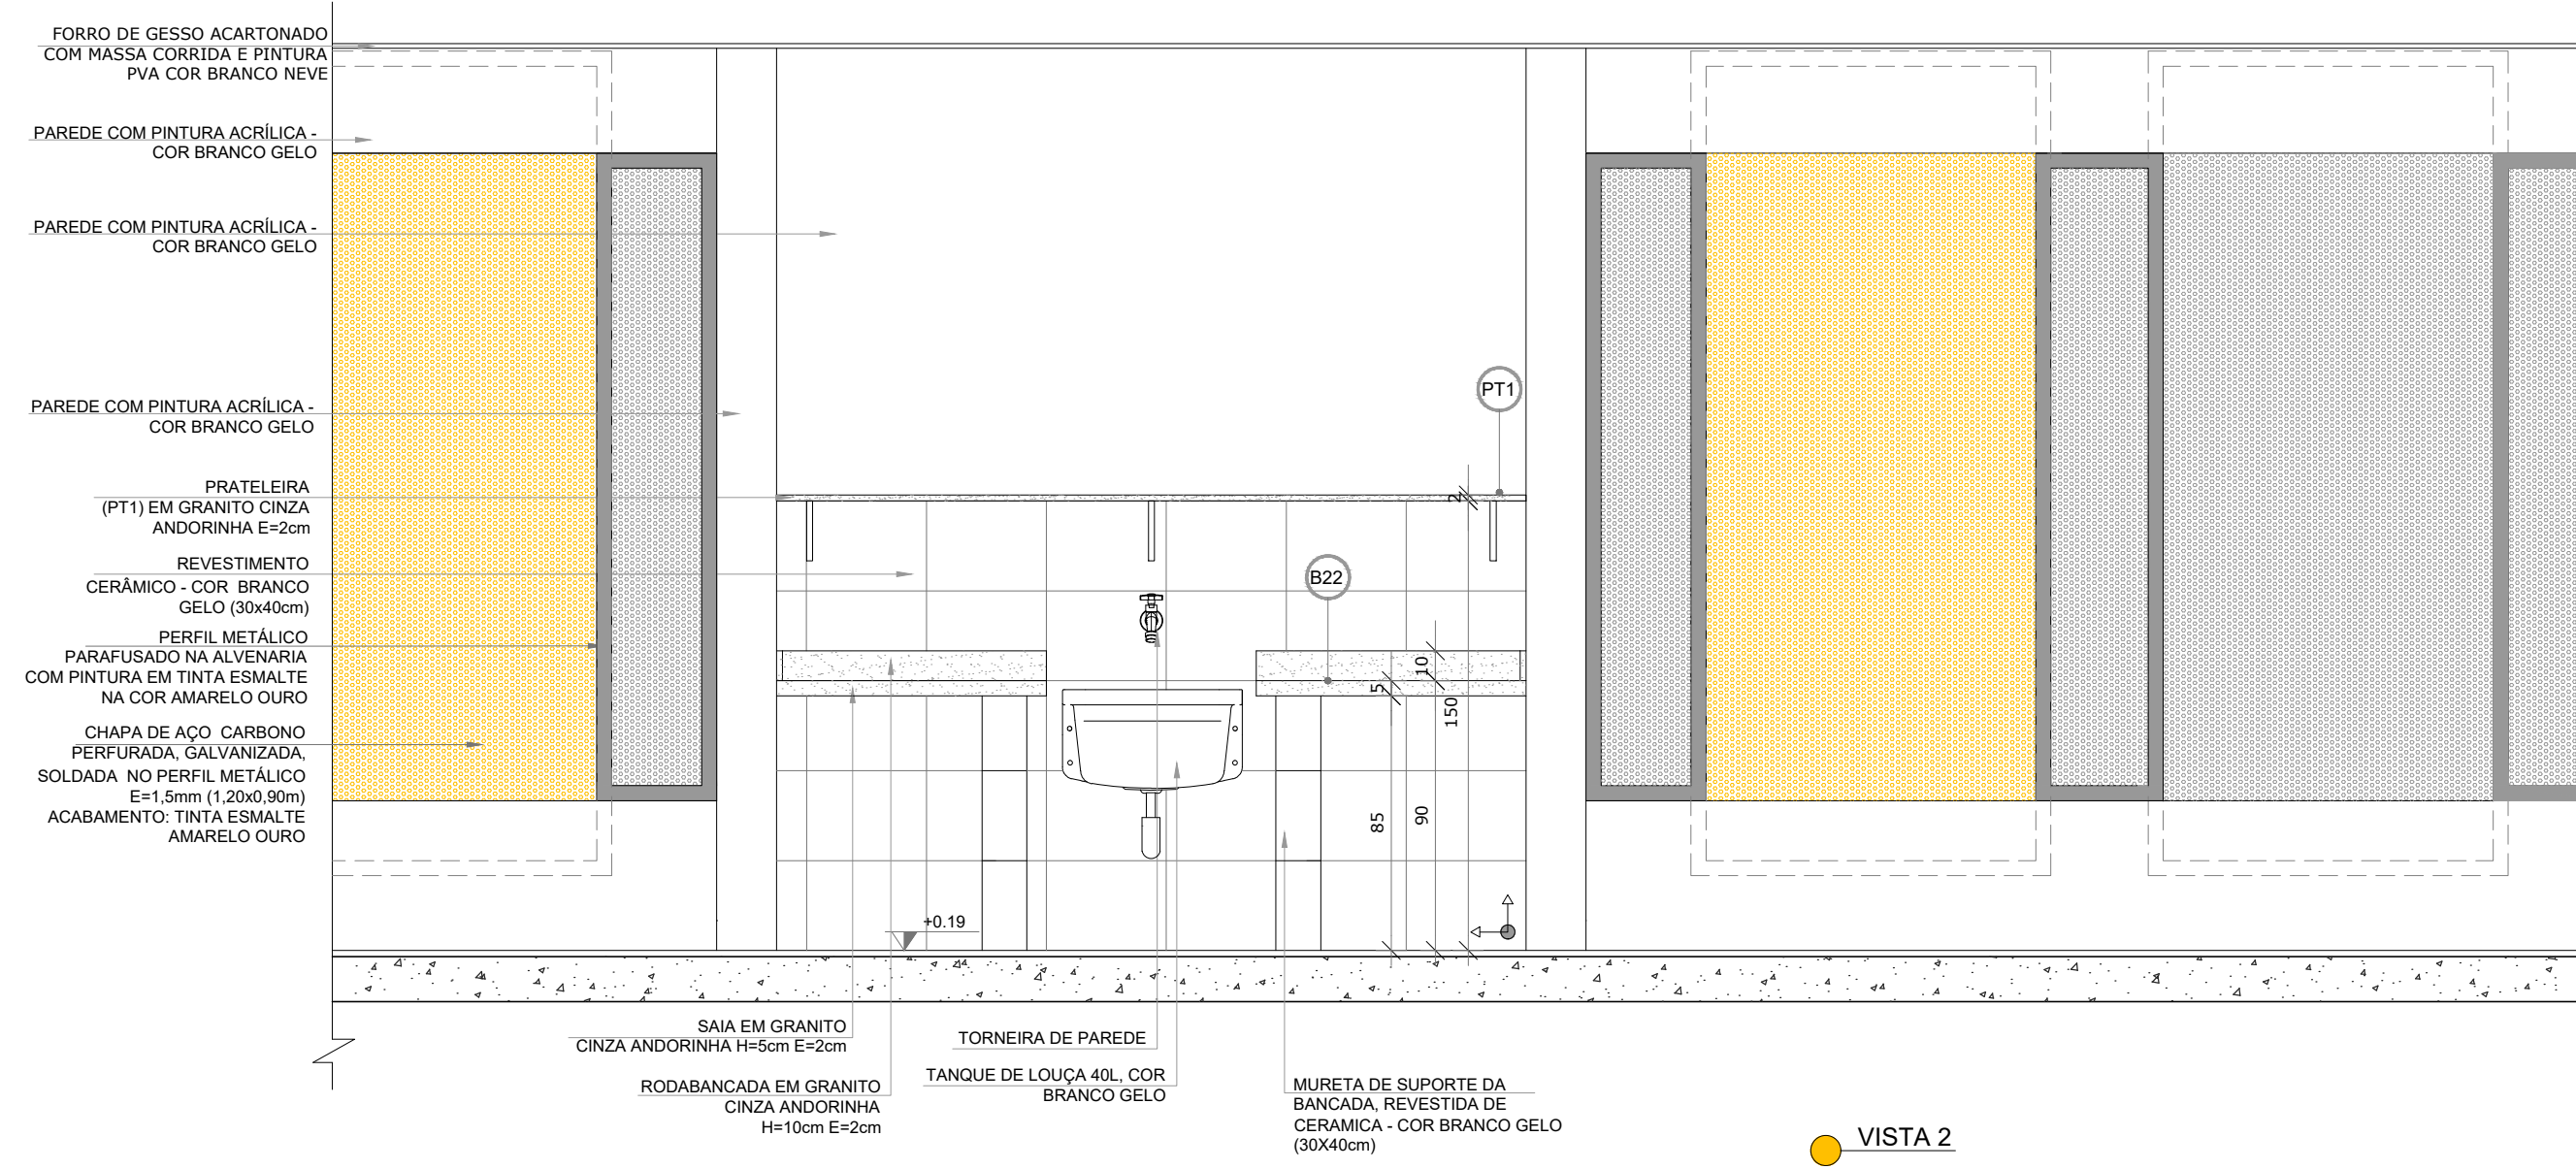 FORRO DE GESSO ACARTONADO
COM MASSA CORRIDA E PINTURA
PVA COR BRANCO NEVE
PAREDE COM PINTURA ACRÍLICA -
COR BRANCO GELO
PAREDE COM PINTURA ACRÍLICA -
COR BRANCO GELO
PAREDE COM PINTURA ACRÍLICA -
COR BRANCO GELO
PRATELEIRA
(PT1) EM GRANITO CINZA
ANDORINHA E=2cm
REVESTIMENTO
CERÂMICO - COR BRANCO
GELO (30x40cm)
PERFIL METÁLICO
PARAFUSADO NA ALVENARIA
COM PINTURA EM TINTA ESMALTE
NA COR AMARELO OURO
CHAPA DE AÇO CARBONO
PERFURADA, GALVANIZADA,
SOLDADA NO PERFIL METÁLICO
E=1,5mm (1,20x0,90m)
ACABAMENTO: TINTA ESMALTE
AMARELO OURO
PT1
2
B22
10
5
150
85
90
+0.19
SAIA EM GRANITO
CINZA ANDORINHA H=5cm E=2cm
RODABANCADA EM GRANITO
CINZA ANDORINHA
H=10cm E=2cm
TORNEIRA DE PAREDE
TANQUE DE LOUÇA 40L, COR
BRANCO GELO
MURETA DE SUPORTE DA
BANCADA, REVESTIDA DE
CERAMICA - COR BRANCO GELO
(30X40cm)
VISTA 2